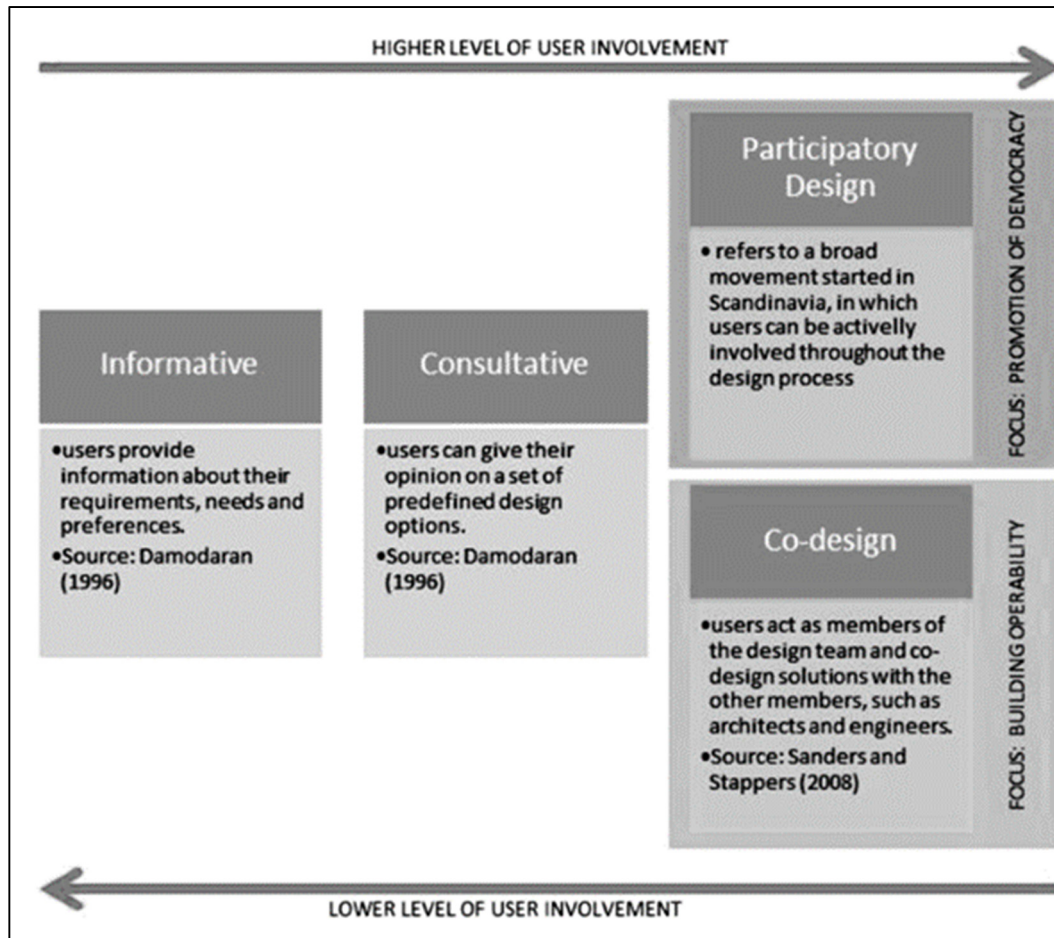 HIGHER LEVEL OF USER INVOLVEMENT
Informative
•users provide
information about their
requirements, needs and
preferences.
•Source: Damodaran
(1996)
Consultative
•users can give their
opinion on a set of
predefined design
options.
•Source: Damodaran
(1996)
Participatory
Design
• refers to a broad
movement started in
Scandinavia, in which
users can be activelly
involved throughout the
design process
FOCUS: PROMOTION OF DEMOCRACY
Co-design
•users act as members of
the design team and co-
design solutions with the
other members, such as
architects and engineers.
•Source: Sanders and
Stappers (2008)
FOCUS: BUILDING OPERABILITY
LOWER LEVEL OF USER INVOLVEMENT